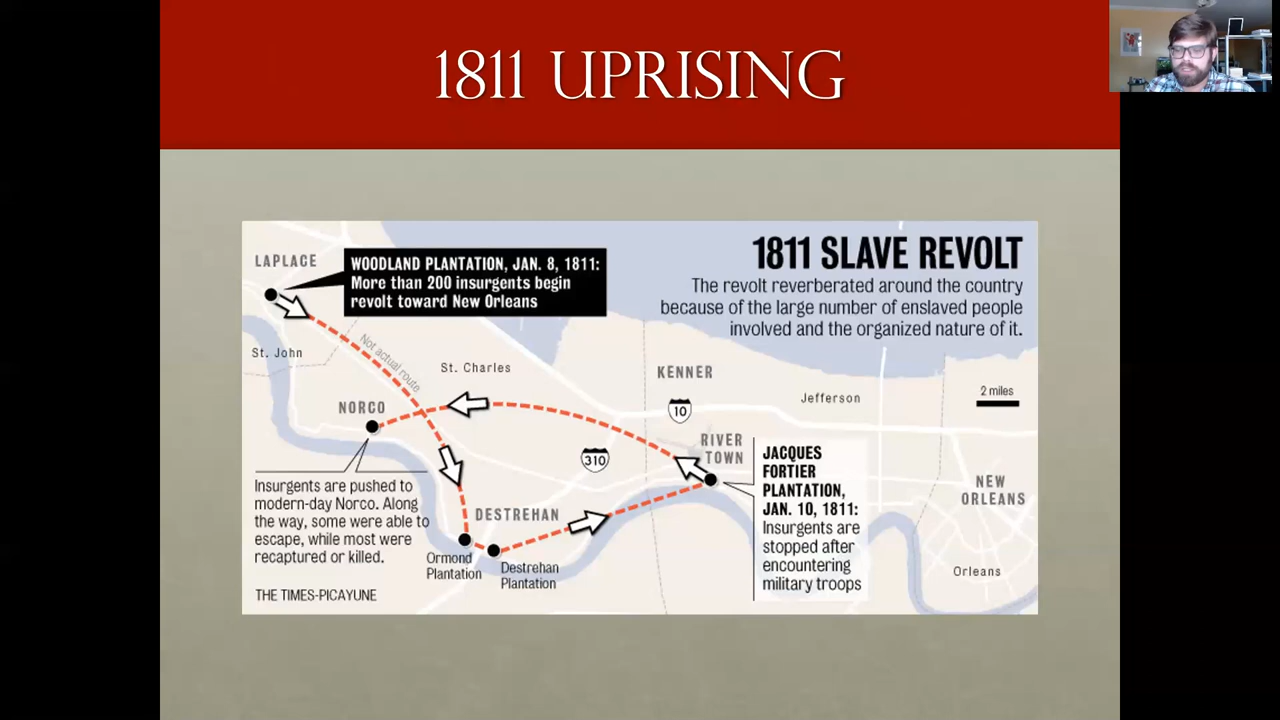 1811 UPRISING
LAPLACE
WOODLAND PLANTATION, JAN. 8, 1811:
More than 200 insurgents begin
revolt toward New Orleans
1811 SLAVE REVOLT
The revolt reverberated around the country
because of the large number of enslaved people
involved and the organized nature of it.
St. John
Not actual route
St. Charles
KENNER
Jefferson
2 miles
NORCO
10
310
RIVER
TOWN
JACQUES
FORTIER
PLANTATION,
JAN. 10, 1811:
Insurgents are
stopped after
encountering
military troops
NEW
ORLEANS
Orleans
Insurgents are pushed to
modern-day Norco. Along
the way, some were able to
escape, while most were
recaptured or killed.
DESTREHAN
Ormond
Plantation
Destrehan
Plantation
THE TIMES-PICAYUNE